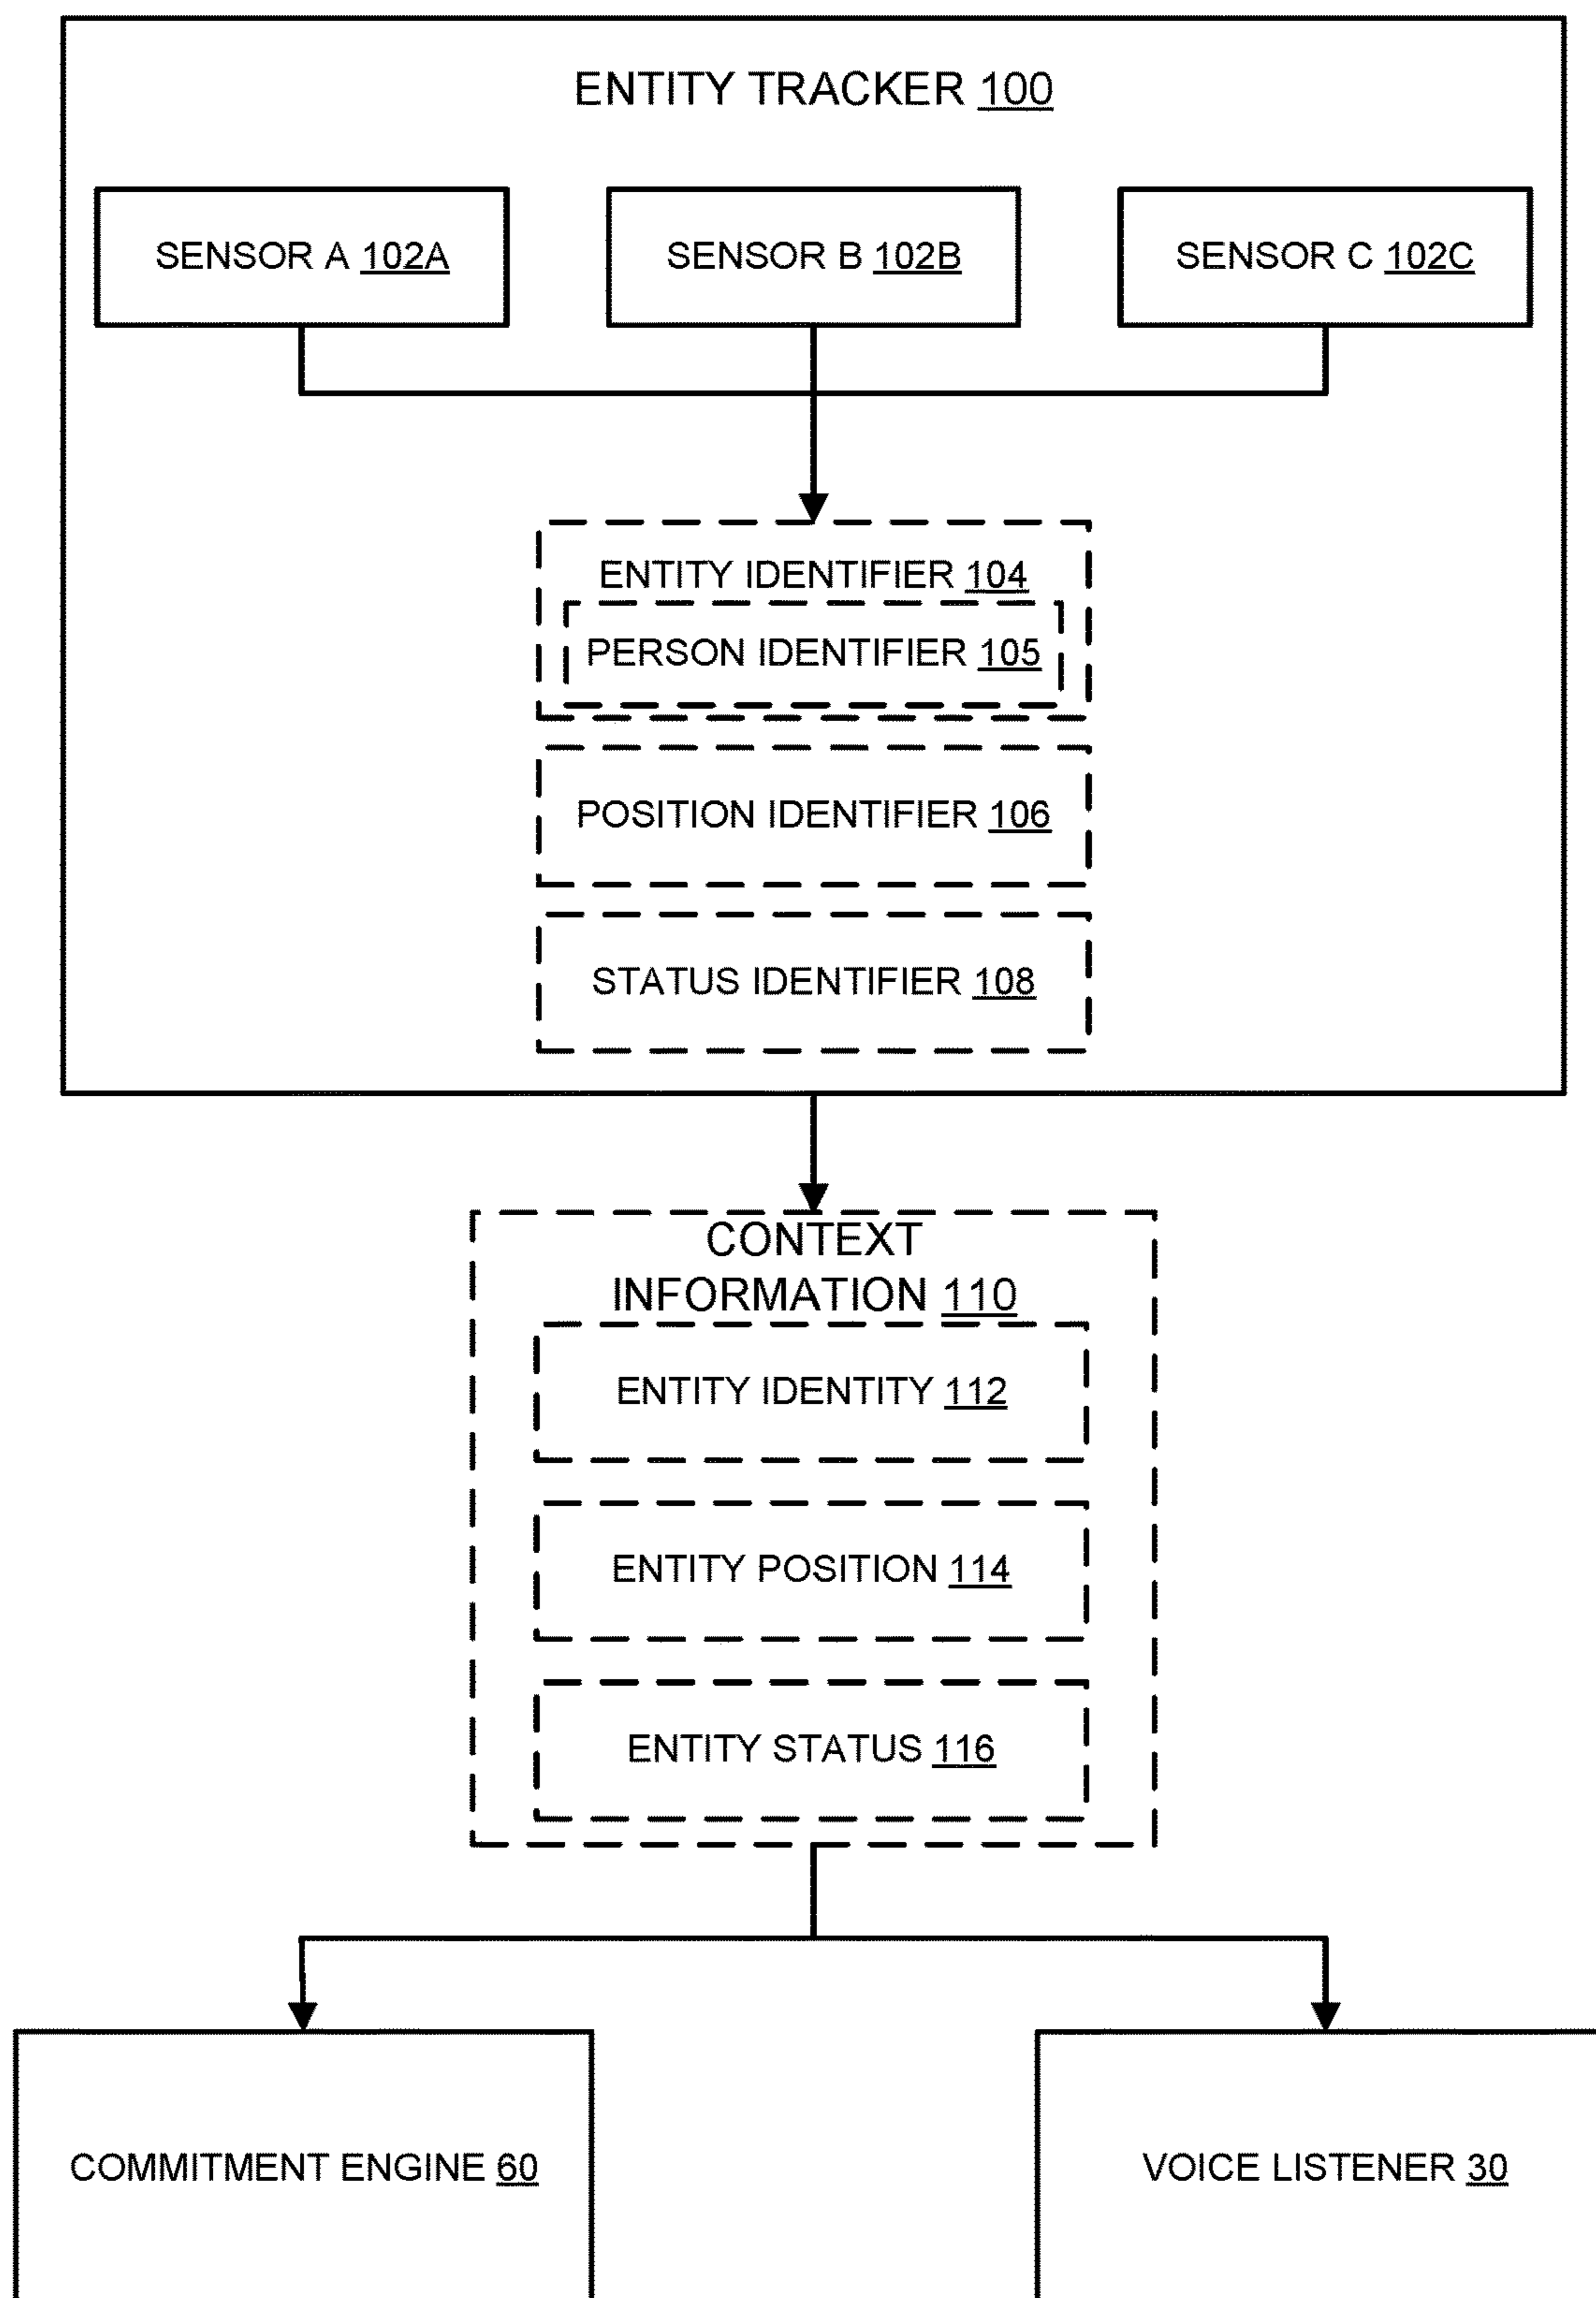 ENTITY TRACKER 100
SENSOR A 102A
SENSOR B 102B
SENSOR C 102C
ENTITY IDENTIFIER 104
PERSON IDENTIFIER 105
POSITION IDENTIFIER 106
STATUS IDENTIFIER 108
CONTEXT
INFORMATION 110
ENTITY IDENTITY 112
ENTITY POSITION 114
ENTITY STATUS 116
COMMITMENT ENGINE 60
VOICE LISTENER 30